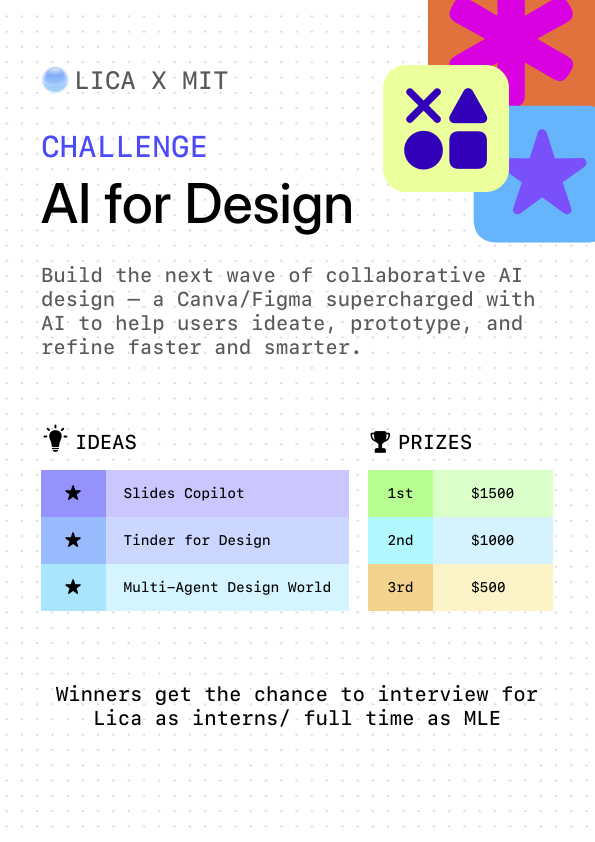 LICA X MIT
CHALLENGE
AI for Design
Build the next wave of collaborative AI
design — a Canva/Figma supercharged with
AI to help users ideate, prototype, and
refine faster and smarter.
IDEAS
Slides Copilot
Tinder for Design
Multi-Agent Design World
PRIZES
1st $1500
2nd $1000
3rd $500
Winners get the chance to interview for
Lica as interns/ full time as MLE